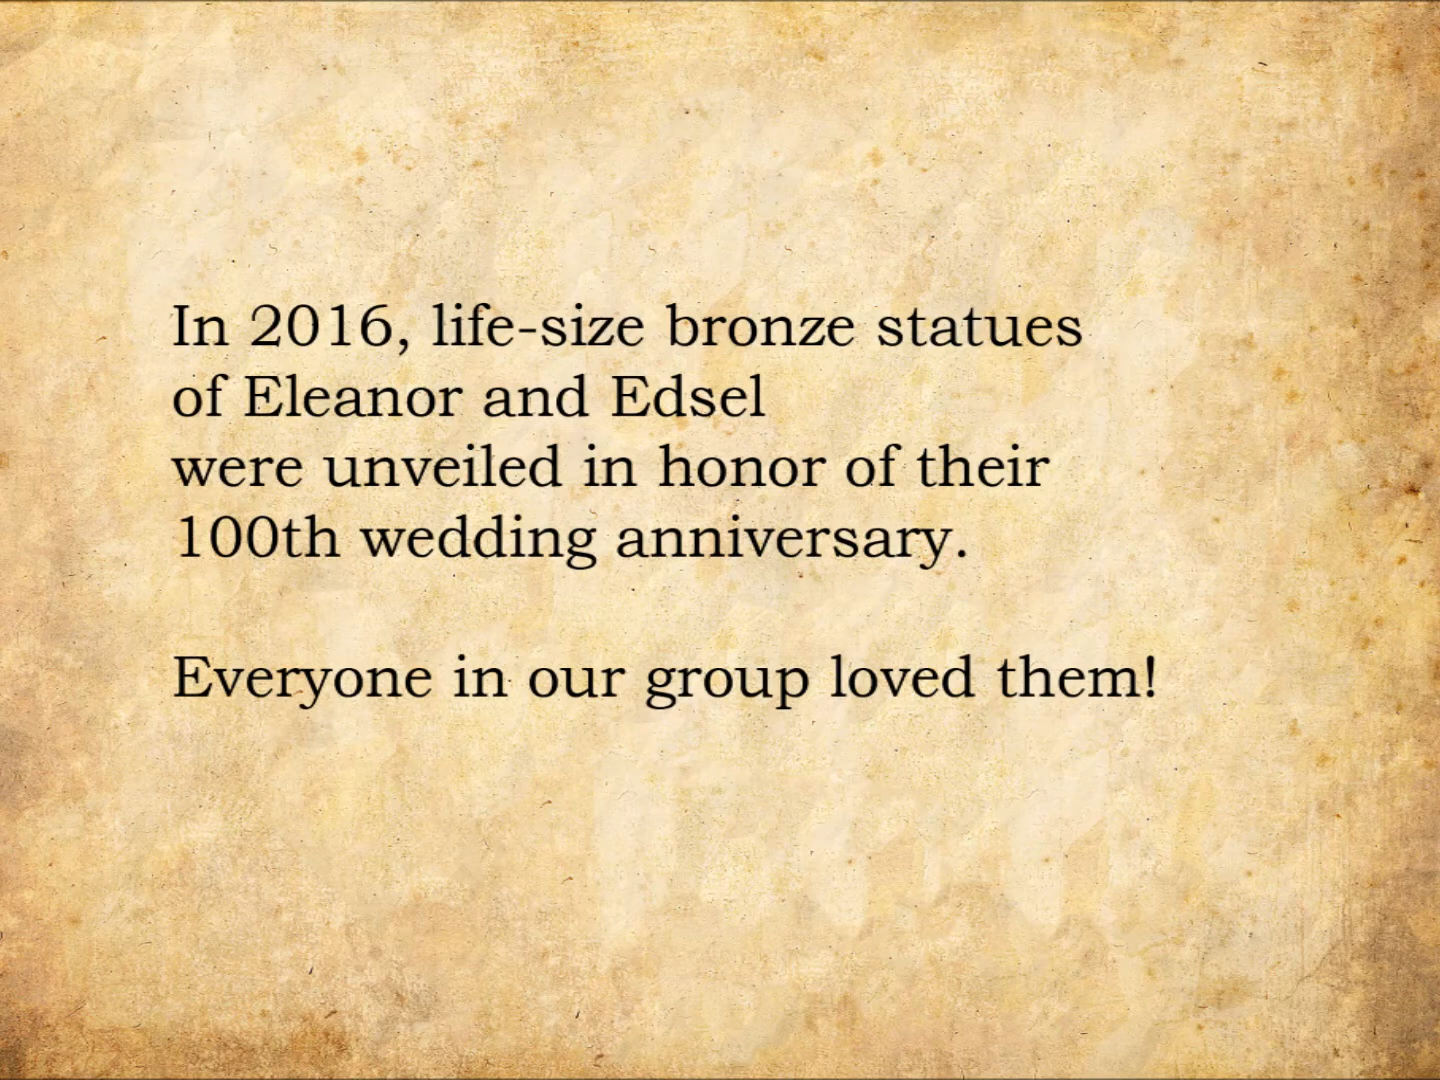 In 2016, life-size bronze statues
of Eleanor and Edsel
were unveiled in honor of their
100th wedding anniversary.
Everyone in our group loved them!